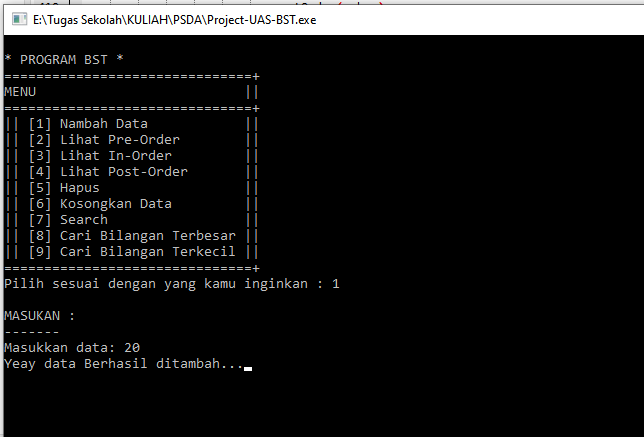 E:\Tugas Sekolah\KULIAH\PSDA\Project-UAS-BST.exe
* PROGRAM BST *
===============================+
MENU                          ||
===============================+
|| [1] Nambah Data            ||
|| [2] Lihat Pre-Order        ||
|| [3] Lihat In-Order         ||
|| [4] Lihat Post-Order       ||
|| [5] Hapus                  ||
|| [6] Kosongkan Data         ||
|| [7] Search                 ||
|| [8] Cari Bilangan Terbesar ||
|| [9] Cari Bilangan Terkecil ||
===============================+
Pilih sesuai dengan yang kamu inginkan : 1
MASUKAN :
-------
Masukkan data: 20
Yeay data Berhasil ditambah...